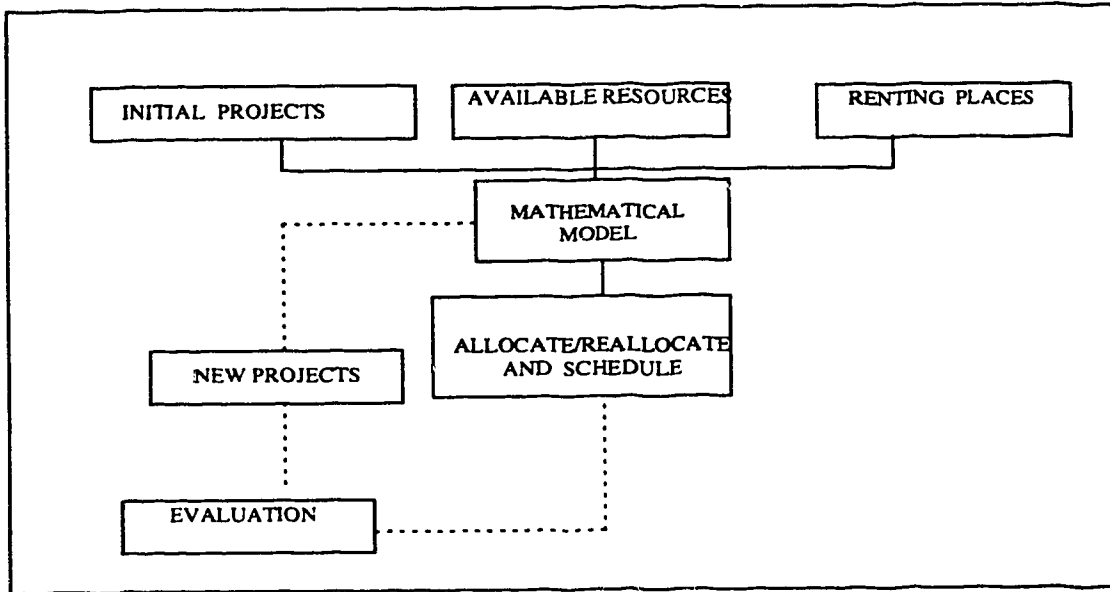 INITIAL PROJECTS
AVAILABLE RESOURCES
RENTING PLACES
MATHEMATICAL
MODEL
ALLOCATE/REALLOCATE
AND SCHEDULE
NEW PROJECTS
EVALUATION